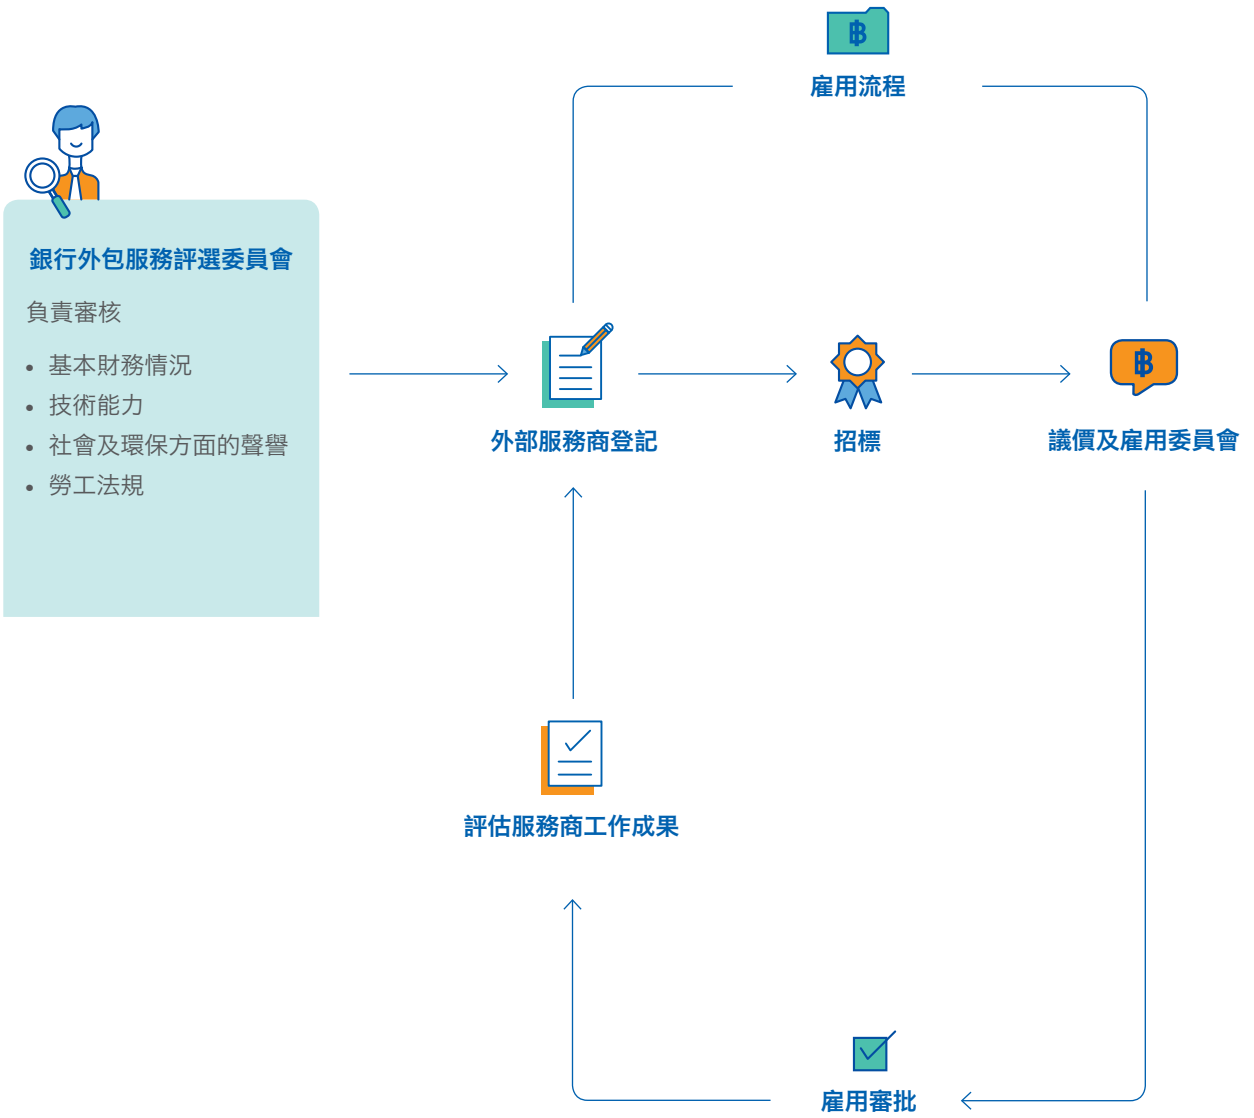 雇用流程
銀行外包服務評選委員會
負責審核
• 基本財務情況
• 技術能力
• 社會及環保方面的聲譽
• 勞工法規
外部服務商登記
招標
議價及雇用委員會
評估服務商工作成果
雇用審批